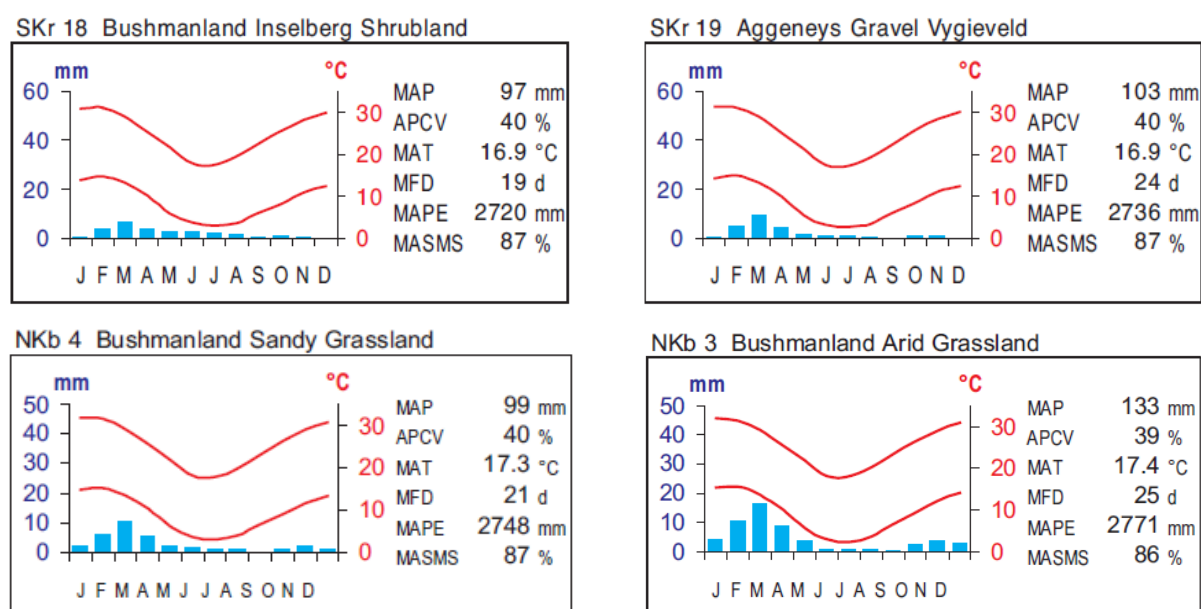 SKr 18 Bushmanland Inselberg Shrubland
mm °C
60
40
20
0
30
20
10
0
J F M A M J J A S O N D
MAP 97 mm
APCV 40 %
MAT 16.9 °C
MFD 19 d
MAPE 2720 mm
MASMS 87 %
SKr 19 Aggeneys Gravel Vygieveld
mm °C
60
40
20
0
30
20
10
0
J F M A M J J A S O N D
MAP 103 mm
APCV 40 %
MAT 16.9 °C
MFD 24 d
MAPE 2736 mm
MASMS 87 %
NKb 4 Bushmanland Sandy Grassland
mm °C
50
40
30
20
10
0
30
20
10
0
J F M A M J J A S O N D
MAP 99 mm
APCV 40 %
MAT 17.3 °C
MFD 21 d
MAPE 2748 mm
MASMS 87 %
NKb 3 Bushmanland Arid Grassland
mm °C
50
40
30
20
10
0
30
20
10
0
J F M A M J J A S O N D
MAP 133 mm
APCV 39 %
MAT 17.4 °C
MFD 25 d
MAPE 2771 mm
MASMS 86 %